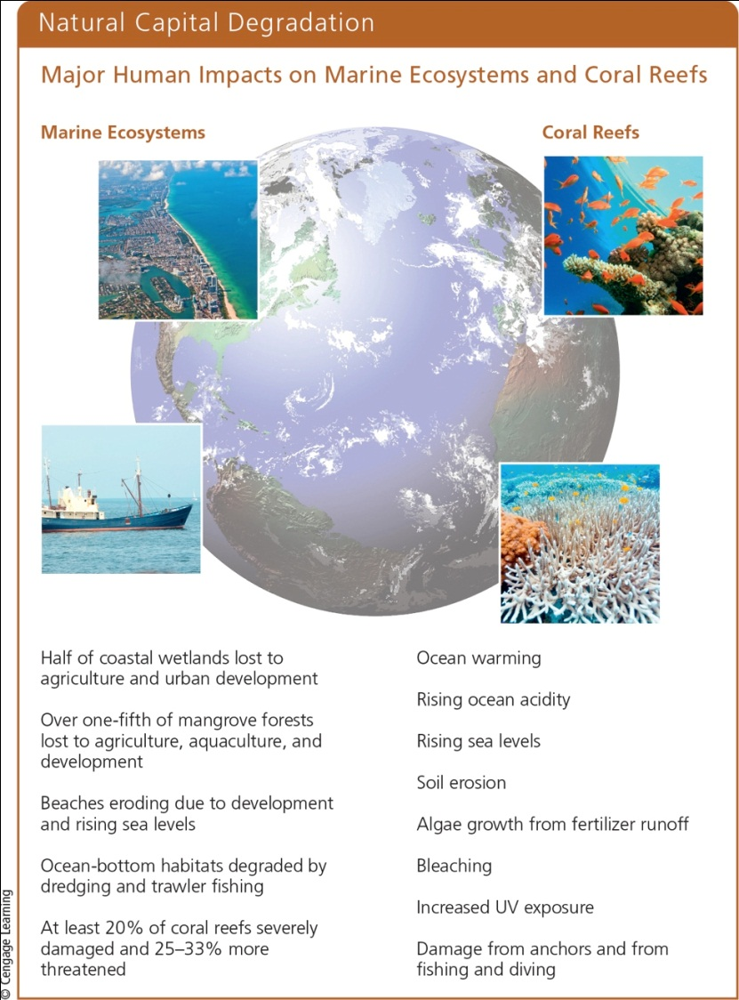 Natural Capital Degradation
Major Human Impacts on Marine Ecosystems and Coral Reefs
Marine Ecosystems
Coral Reefs
Half of coastal wetlands lost to
agriculture and urban development
Over one-fifth of mangrove forests
lost to agriculture, aquaculture, and
development
Beaches eroding due to development
and rising sea levels
Ocean-bottom habitats degraded by
dredging and trawler fishing
At least 20% of coral reefs severely
damaged and 25–33% more
threatened
Ocean warming
Rising ocean acidity
Rising sea levels
Soil erosion
Algae growth from fertilizer runoff
Bleaching
Increased UV exposure
Damage from anchors and from
fishing and diving
© Cengage Learning